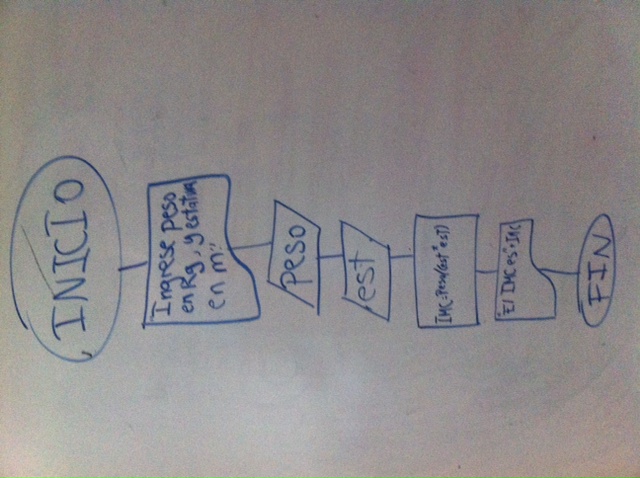 INICIO
"Ingrese peso
en Kg, y estatura
en m:"
peso
est
IMC=Peso/(est*est)
"El IMC es"+IMC
FIN